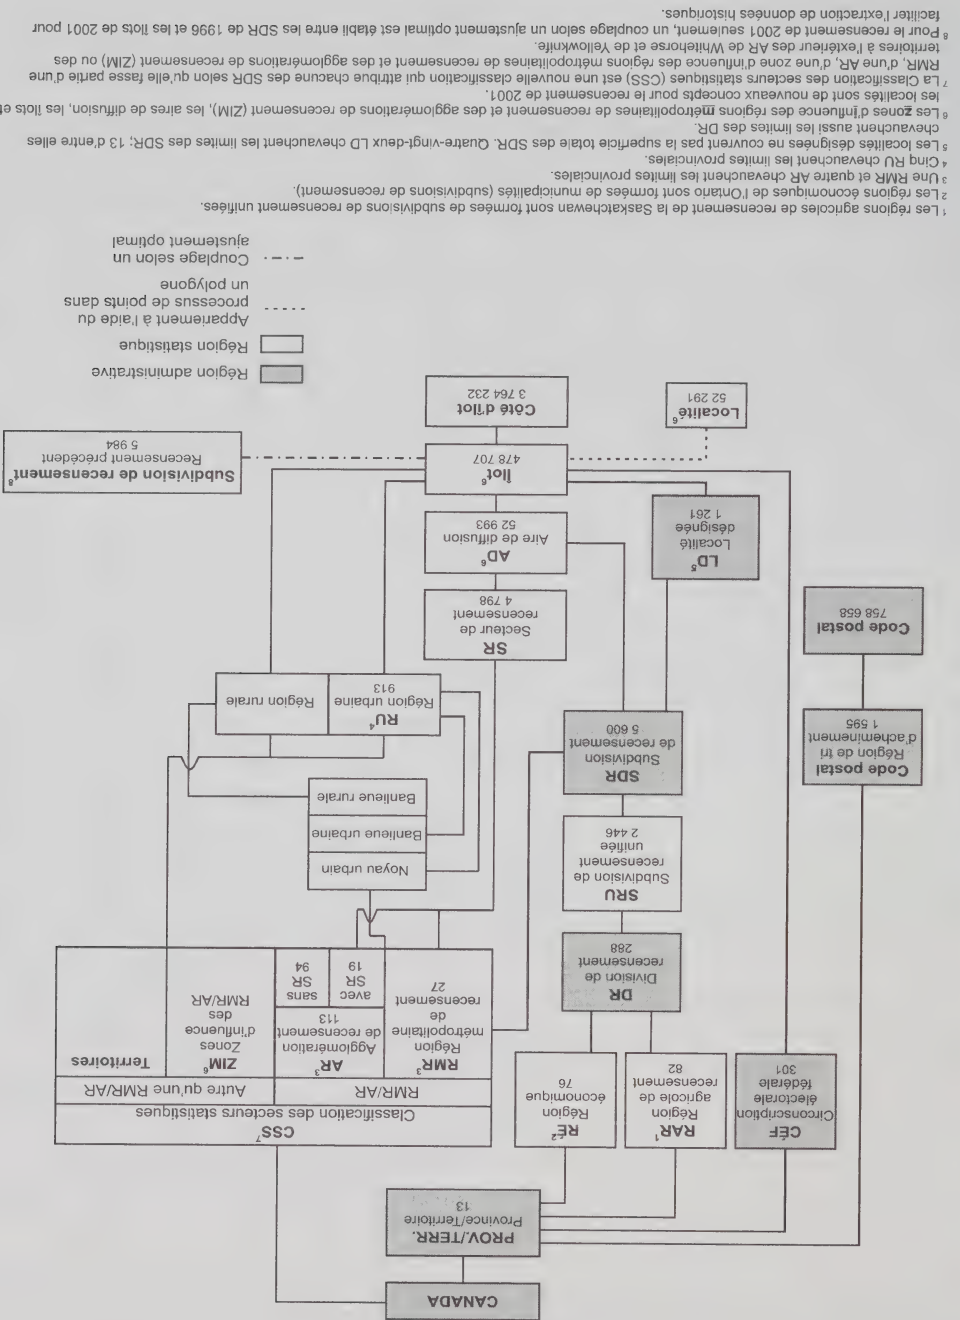 CANADA
PROV./TERR.
Province/Territoire
13
CSS⁷
Classification des secteurs statistiques
RMR/AR
Autre qu'une RMR/AR
RMR³
Région
métropolitaine
de
recensement
27
AR³
Agglomération
de recensement
113
avec
SR
19
sans
SR
94
ZIM⁶
Zones
d'influence
des
RMR/AR
Territoires
CÉF
Circonscription
électorale
fédérale
301
RAR¹
Région
agricole de
recensement
82
RÉ²
Région
économique
76
DR
Division de
recensement
288
SRU
Subdivision de
recensement
unifiée
2 446
SDR
Subdivision
de recensement
5 600
Noyau urbain
Banlieue urbaine
Banlieue rurale
RU⁴
Région urbaine
913
Région rurale
Code postal
Région de tri
d'acheminement
1 595
Code postal
758 658
SR
Secteur de
recensement
4 798
AD⁶
Aire de diffusion
52 993
LD⁵
Localité
désignée
1 261
Îlot⁶
478 707
Subdivision de recensement⁸
Recensement précédent
5 984
Localité⁶
52 291
Côté d'îlot
3 764 232
Région administrative
Région statistique
Appariement à l'aide du
processus de points dans
un polygone
Couplage selon un
ajustement optimal
¹ Les régions agricoles de recensement de la Saskatchewan sont formées de subdivisions de recensement unifiées.
² Les régions économiques de l'Ontario sont formées de municipalités (subdivisions de recensement).
³ Une RMR et quatre AR chevauchent les limites provinciales.
⁴ Cinq RU chevauchent les limites provinciales.
⁵ Les localités désignées ne couvrent pas la superficie totale des SDR. Quatre-vingt-deux LD chevauchent les limites des SDR; 13 d'entre elles
chevauchent aussi les limites des DR.
⁶ Les zones d'influence des régions métropolitaines de recensement et des agglomérations de recensement (ZIM), les aires de diffusion, les îlots et
les localités sont de nouveaux concepts pour le recensement de 2001.
⁷ La Classification des secteurs statistiques (CSS) est une nouvelle classification qui attribue chacune des SDR selon qu'elle fasse partie d'une
RMR, d'une AR, d'une zone d'influence des régions métropolitaines de recensement et des agglomérations de recensement (ZIM) ou des
territoires à l'extérieur des AR de Whitehorse et de Yellowknife.
⁸ Pour le recensement de 2001 seulement, un couplage selon un ajustement optimal est établi entre les SDR de 1996 et les îlots de 2001 pour
faciliter l'extraction de données historiques.